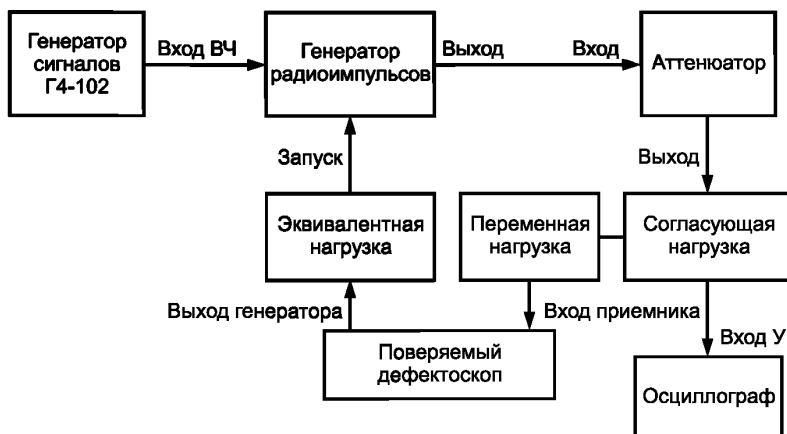 Генератор
сигналов
Г4-102
Вход ВЧ
Генератор
радиоимпульсов
Выход
Вход
Аттенюатор
Запуск
Выход
Эквивалентная
нагрузка
Переменная
нагрузка
Согласующая
нагрузка
Выход генератора
Вход приемника
Вход У
Поверяемый
дефектоскоп
Осциллограф